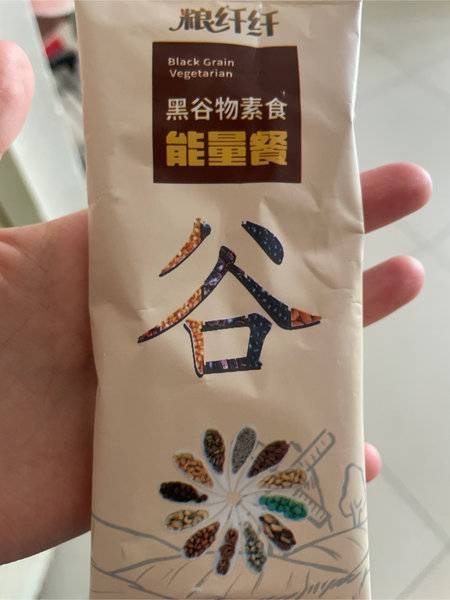 粮纤纤
Black Grain
Vegetarian
黑谷物素食
能量餐
谷